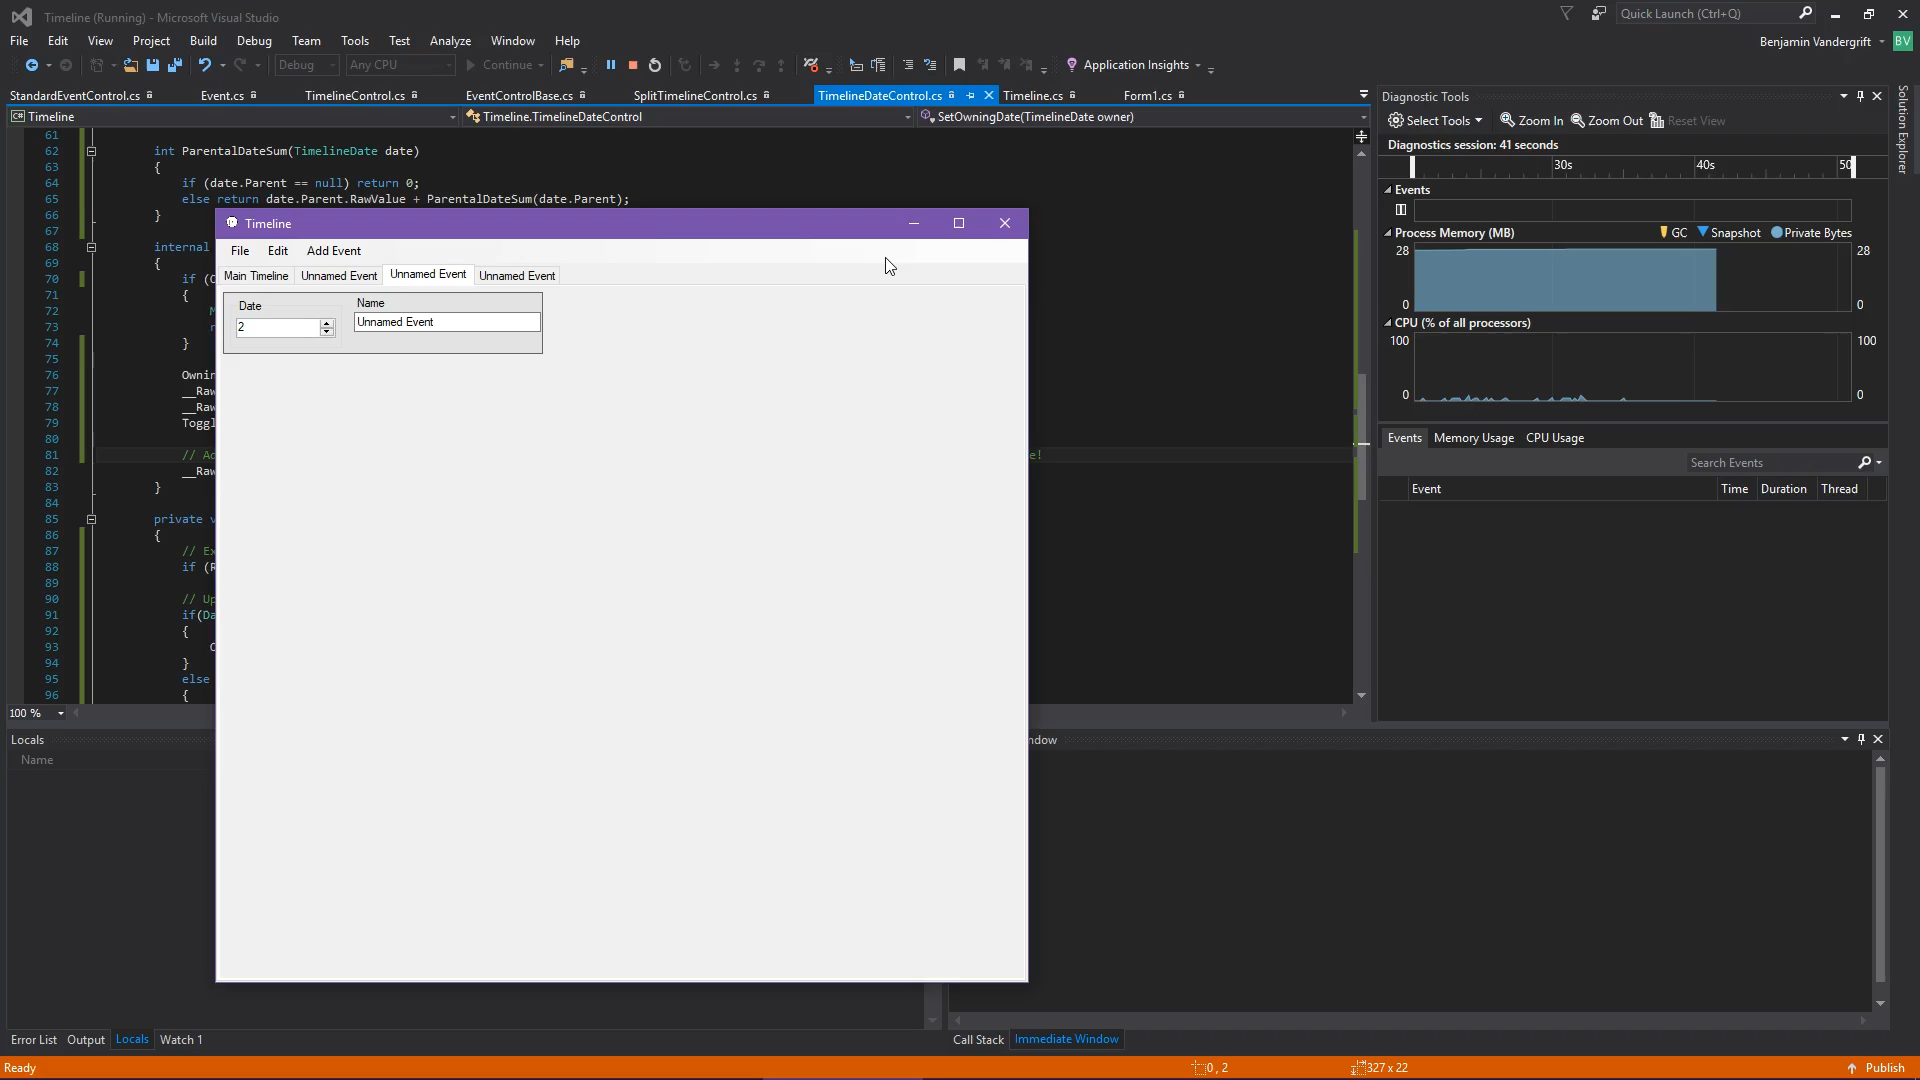 Timeline (Running) - Microsoft Visual Studio
Quick Launch (Ctrl+Q)
File Edit View Project Build Debug Team Tools Test Analyze Window Help
Benjamin Vandergrift BV
Debug Any CPU Continue Application Insights
StandardEventControl.cs Event.cs TimelineControl.cs EventControlBase.cs SplitTimelineControl.cs TimelineDateControl.cs Timeline.cs Form1.cs
C# Timeline Timeline.TimelineDateControl SetOwningDate(TimelineDate owner)
61
62 int ParentalDateSum(TimelineDate date)
63 {
64 if (date.Parent == null) return 0;
65 else return date.Parent.RawValue + ParentalDateSum(date.Parent);
66 }
67
68 internal
69 {
70 if (
71 {
72
73
74 }
75
76 Ownin
77 __Raw
78 __Raw
79 Toggl
80
81 // Ad e!
82 __Raw
83 }
84
85 private v
86 {
87 // Ex
88 if (R
89
90 // Up
91 if(Da
92 {
93
94 }
95 else
96 {
100 %
Timeline
File Edit Add Event
Main Timeline Unnamed Event Unnamed Event Unnamed Event
Date Name
2 Unnamed Event
Diagnostic Tools
Select Tools Zoom In Zoom Out Reset View
Diagnostics session: 41 seconds
30s 40s 50
Events
Process Memory (MB) GC Snapshot Private Bytes
28 28
0 0
CPU (% of all processors)
100 100
0 0
Events Memory Usage CPU Usage
Search Events
Event Time Duration Thread
Solution Explorer
Locals
Name
ndow
Error List Output Locals Watch 1
Call Stack Immediate Window
Ready 0 , 2 327 x 22 Publish